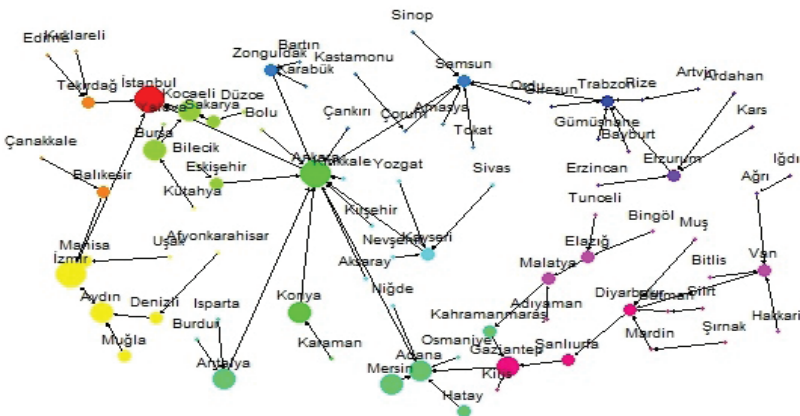 Sinop
Edirne
Kırklareli
Zonguldak
Bartın
Kastamonu
Karabük
Samsun
Tekirdağ
İstanbul
Kocaeli
Yalova
Sakarya
Düzce
Bolu
Çankırı
Çorum
Amasya
Tokat
Ordu
Giresun
Trabzon
Rize
Artvin
Ardahan
Kars
Gümüşhane
Bayburt
Bursa
Bilecik
Çanakkale
Balıkesir
Eskişehir
Ankara
Kırıkkale
Yozgat
Sivas
Erzincan
Erzurum
Iğdır
Ağrı
Tunceli
Kütahya
Kırşehir
Nevşehir
Kayseri
Elazığ
Bingöl
Muş
Manisa
İzmir
Uşak
Afyonkarahisar
Aksaray
Niğde
Malatya
Bitlis
Van
Aydın
Denizli
Isparta
Burdur
Konya
Adıyaman
Diyarbakır
Batman
Siirt
Kahramanmaraş
Hakkari
Muğla
Antalya
Karaman
Osmaniye
Mersin
Adana
Gaziantep
Şanlıurfa
Mardin
Şırnak
Kilis
Hatay